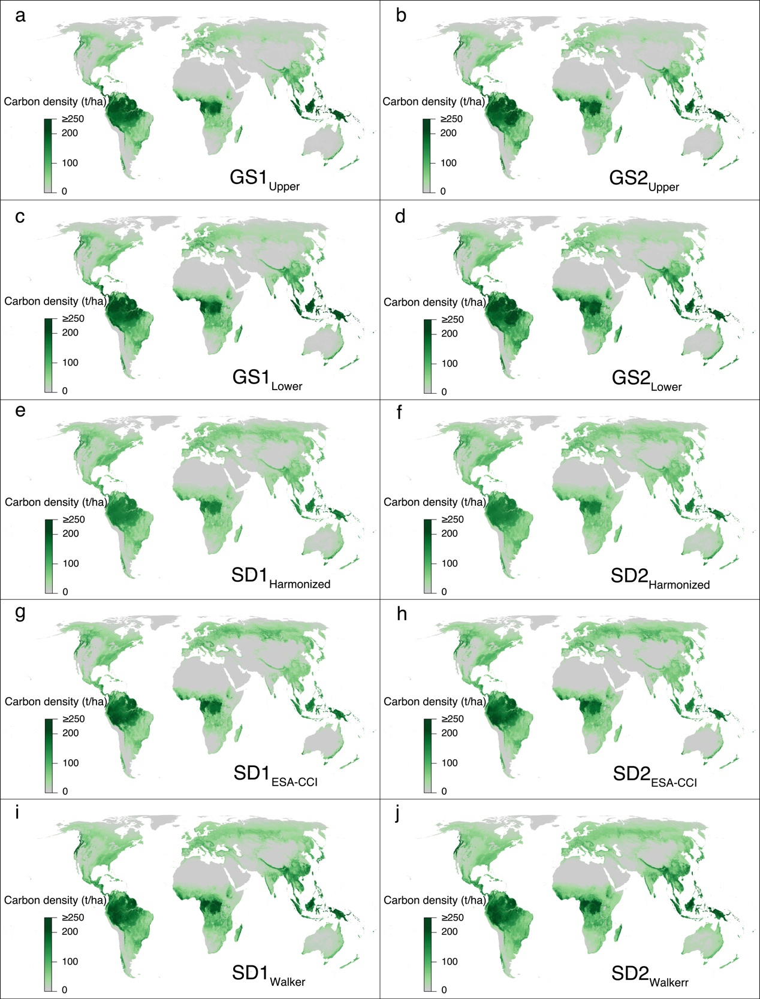 a
Carbon density (t/ha)
≥250
200
100
0
GS1Upper
b
Carbon density (t/ha)
≥250
200
100
0
GS2Upper
c
Carbon density (t/ha)
≥250
200
100
0
GS1Lower
d
Carbon density (t/ha)
≥250
200
100
0
GS2Lower
e
Carbon density (t/ha)
≥250
200
100
0
SD1Harmonized
f
Carbon density (t/ha)
≥250
200
100
0
SD2Harmonized
g
Carbon density (t/ha)
≥250
200
100
0
SD1ESA-CCI
h
Carbon density (t/ha)
≥250
200
100
0
SD2ESA-CCI
i
Carbon density (t/ha)
≥250
200
100
0
SD1Walker
j
Carbon density (t/ha)
≥250
200
100
0
SD2Walkerr